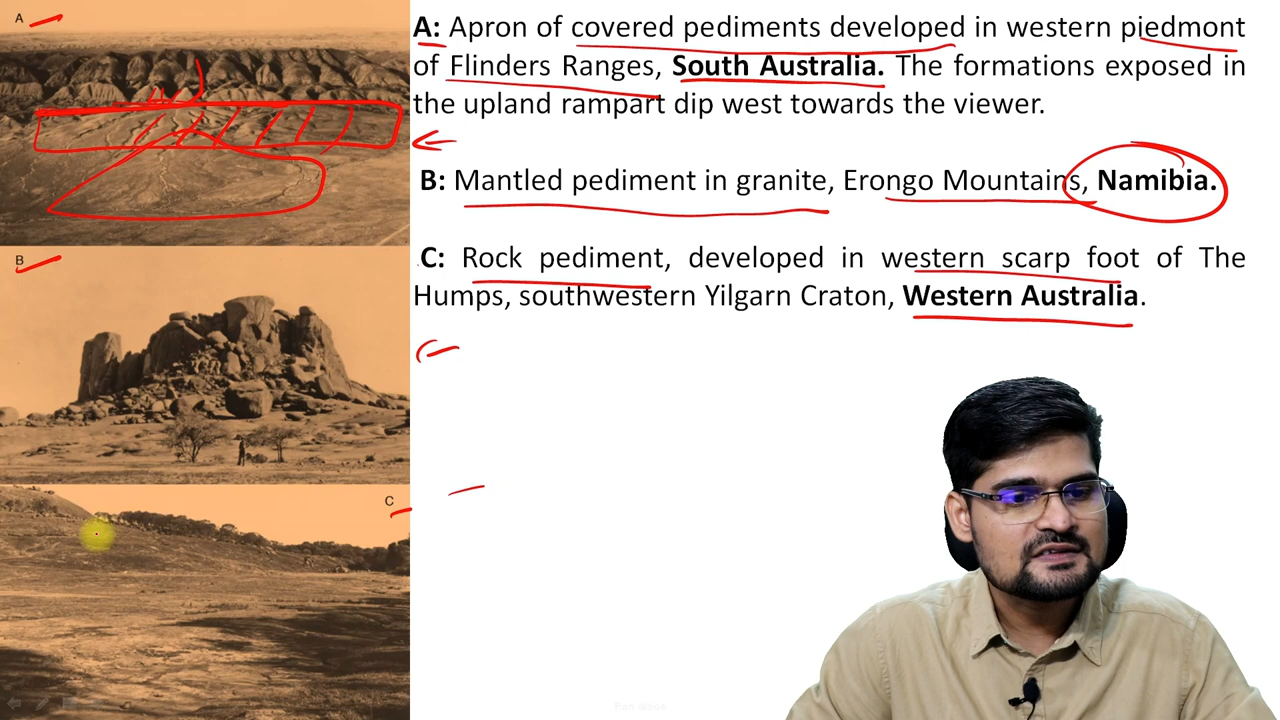 A
A: Apron of covered pediments developed in western piedmont
of Flinders Ranges, South Australia. The formations exposed in
the upland rampart dip west towards the viewer.
B: Mantled pediment in granite, Erongo Mountains, Namibia.
B
C: Rock pediment, developed in western scarp foot of The
Humps, southwestern Yilgarn Craton, Western Australia.
C